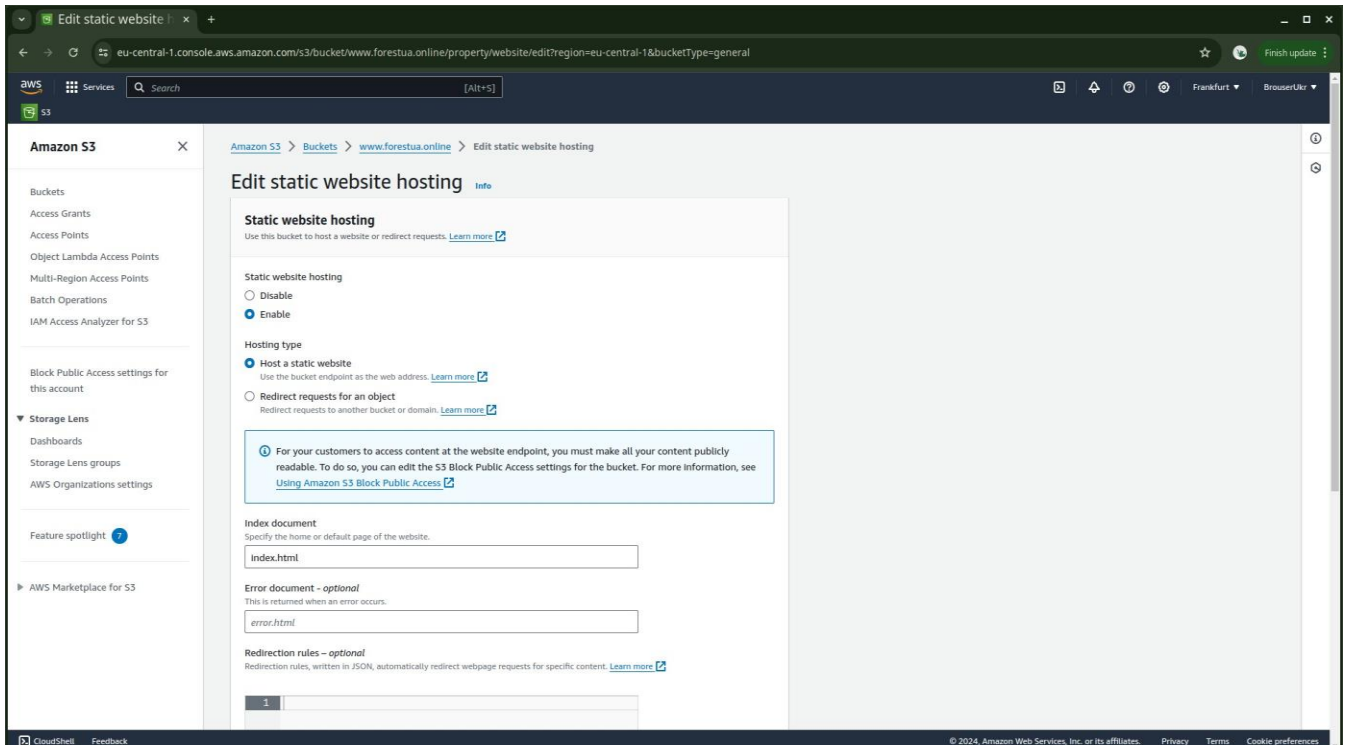 Edit static website h
eu-central-1.console.aws.amazon.com/s3/bucket/www.forestua.online/property/website/edit?region=eu-central-1&bucketType=general
Finish update
aws
Services
Search
[Alt+S]
Frankfurt
BrouserUkr
S3
Amazon S3
Buckets
Access Grants
Access Points
Object Lambda Access Points
Multi-Region Access Points
Batch Operations
IAM Access Analyzer for S3
Block Public Access settings for
this account
Storage Lens
Dashboards
Storage Lens groups
AWS Organizations settings
Feature spotlight 7
AWS Marketplace for S3
Amazon S3 > Buckets > www.forestua.online > Edit static website hosting
Edit static website hosting Info
Static website hosting
Use this bucket to host a website or redirect requests. Learn more
Static website hosting
Disable
Enable
Hosting type
Host a static website
Use the bucket endpoint as the web address. Learn more
Redirect requests for an object
Redirect requests to another bucket or domain. Learn more
For your customers to access content at the website endpoint, you must make all your content publicly
readable. To do so, you can edit the S3 Block Public Access settings for the bucket. For more information, see
Using Amazon S3 Block Public Access
Index document
Specify the home or default page of the website.
index.html
Error document - optional
This is returned when an error occurs.
error.html
Redirection rules – optional
Redirection rules, written in JSON, automatically redirect webpage requests for specific content. Learn more
1
CloudShell
Feedback
© 2024, Amazon Web Services, Inc. or its affiliates.
Privacy
Terms
Cookie preferences